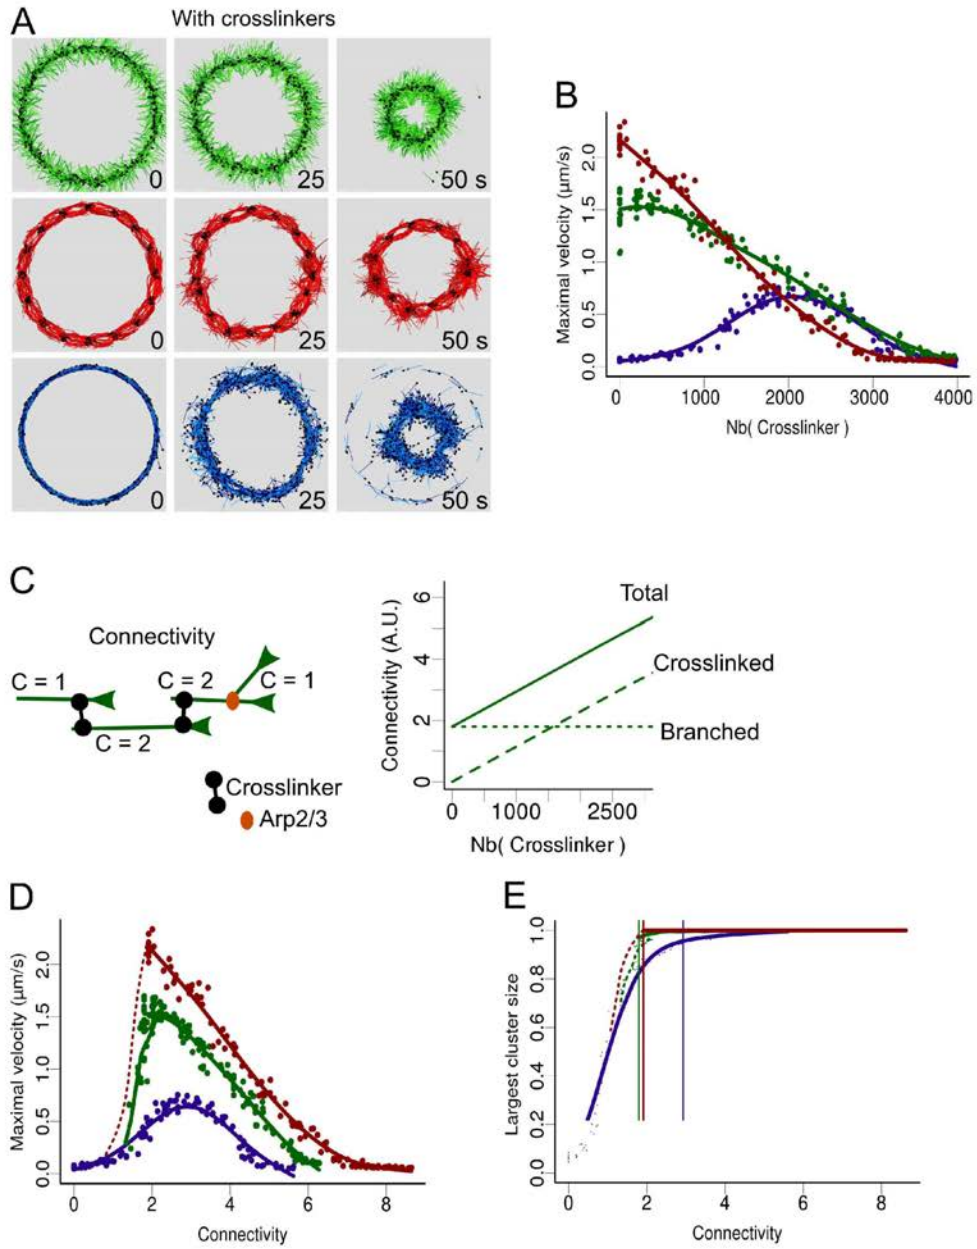 A
With crosslinkers
0
25
50 s
0
25
50 s
0
25
50 s
B
Maximal velocity (µm/s)
0.0
0.5
1.0
1.5
2.0
0
1000
2000
3000
4000
Nb( Crosslinker )
C
Connectivity
C = 1
C = 2
C = 1
C = 2
Crosslinker
Arp2/3
Connectivity (A.U.)
0
2
4
6
Total
Crosslinked
Branched
0
1000
2500
Nb( Crosslinker )
D
Maximal velocity (µm/s)
0.0
0.5
1.0
1.5
2.0
0
2
4
6
8
Connectivity
E
Largest cluster size
0.0
0.2
0.4
0.6
0.8
1.0
0
2
4
6
8
Connectivity